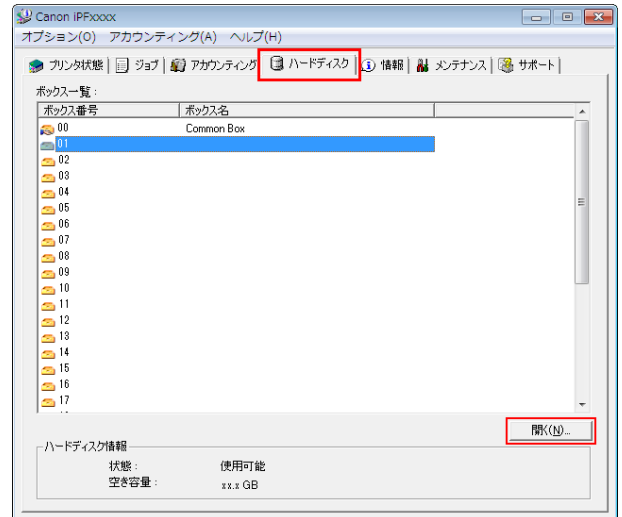 Canon iPFxxxx
オプション(O) アカウンティング(A) ヘルプ(H)
プリンタ状態 ジョブ アカウンティング ハードディスク 情報 メンテナンス サポート
ボックス一覧:
ボックス番号 ボックス名
00 Common Box
01
02
03
04
05
06
07
08
09
10
11
12
13
14
15
16
17
開く(N)...
ハードディスク情報
状態: 使用可能
空き容量: xx.x GB